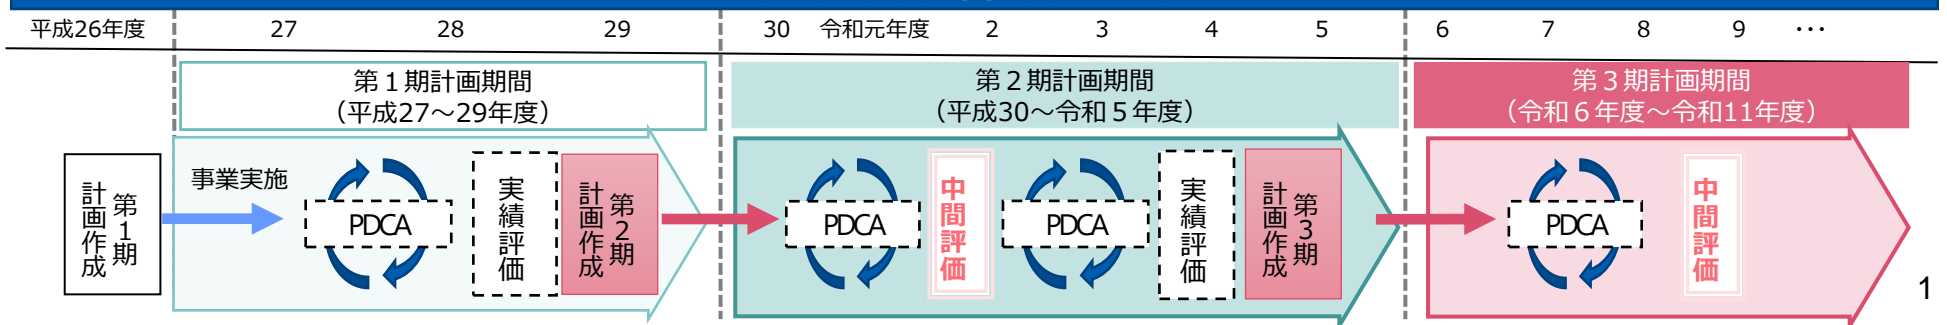 平成26年度 27 28 29 30 令和元年度 2 3 4 5 6 7 8 9 ・・・
第１期計画期間
（平成27～29年度）
第２期計画期間
（平成30～令和５年度）
第３期計画期間
（令和６年度～令和11年度）
第1期
計画作成
事業実施
PDCA
実績評価
第2期
計画作成
PDCA
中間評価
PDCA
実績評価
第3期
計画作成
PDCA
中間評価
1